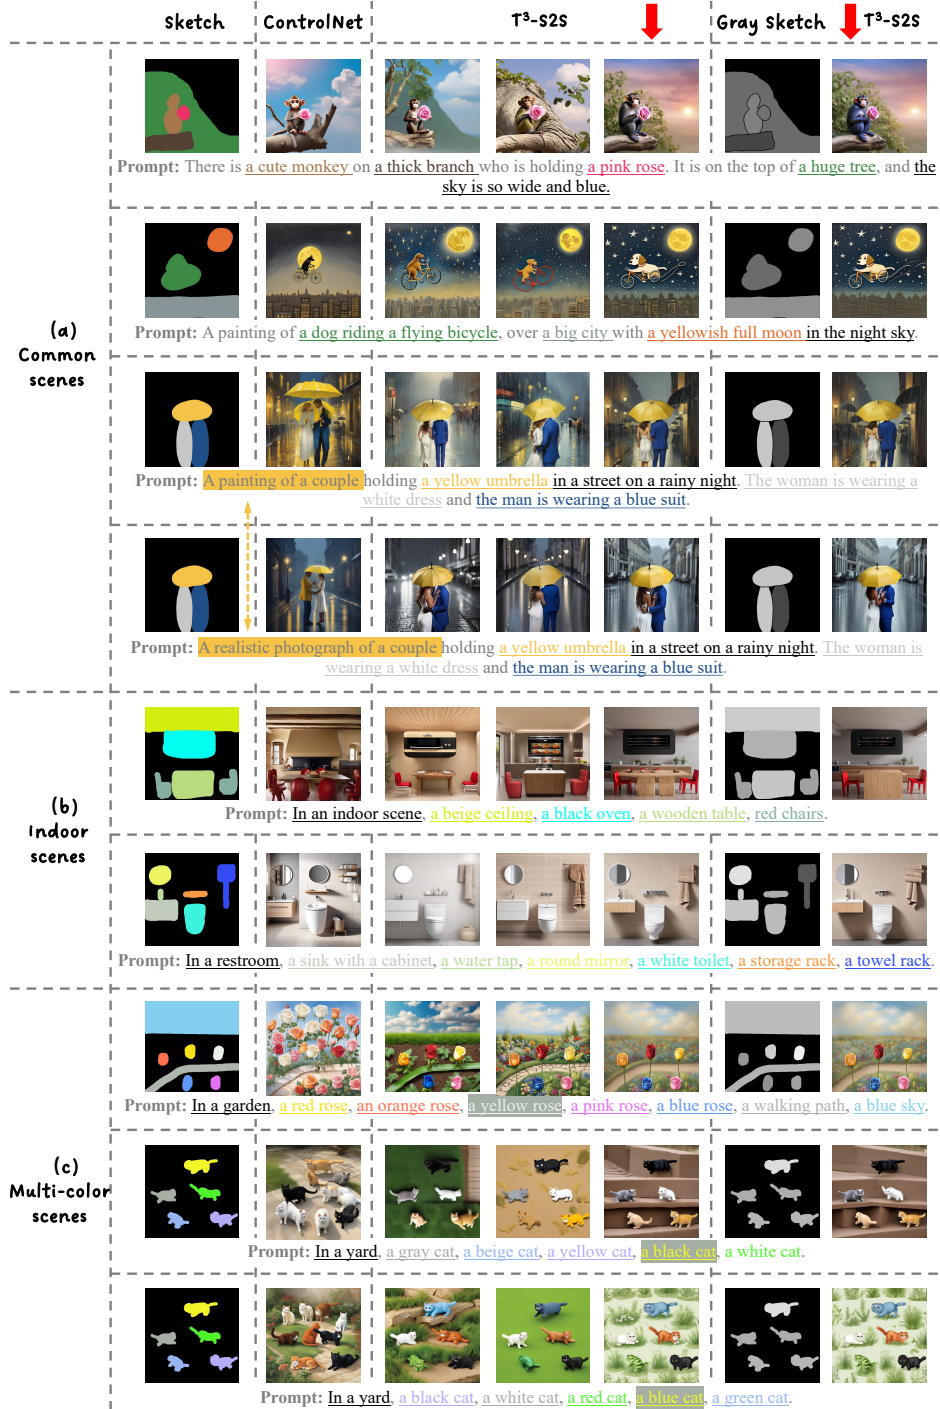 Sketch ControlNet T³-S2S Gray Sketch T³-S2S
Prompt: There is a cute monkey on a thick branch who is holding a pink rose. It is on the top of a huge tree, and the
sky is so wide and blue.
Prompt: A painting of a dog riding a flying bicycle, over a big city with a yellowish full moon in the night sky.
(a)
Common
scenes
Prompt: A painting of a couple holding a yellow umbrella in a street on a rainy night. The woman is wearing a
white dress and the man is wearing a blue suit.
Prompt: A realistic photograph of a couple holding a yellow umbrella in a street on a rainy night. The woman is
wearing a white dress and the man is wearing a blue suit.
(b)
Indoor
scenes
Prompt: In an indoor scene, a beige ceiling, a black oven, a wooden table, red chairs.
Prompt: In a restroom, a sink with a cabinet, a water tap, a round mirror, a white toilet, a storage rack, a towel rack.
Prompt: In a garden, a red rose, an orange rose, a yellow rose, a pink rose, a blue rose, a walking path, a blue sky.
(c)
Multi-color
scenes
Prompt: In a yard, a gray cat, a beige cat, a yellow cat, a black cat, a white cat.
Prompt: In a yard, a black cat, a white cat, a red cat, a blue cat, a green cat.